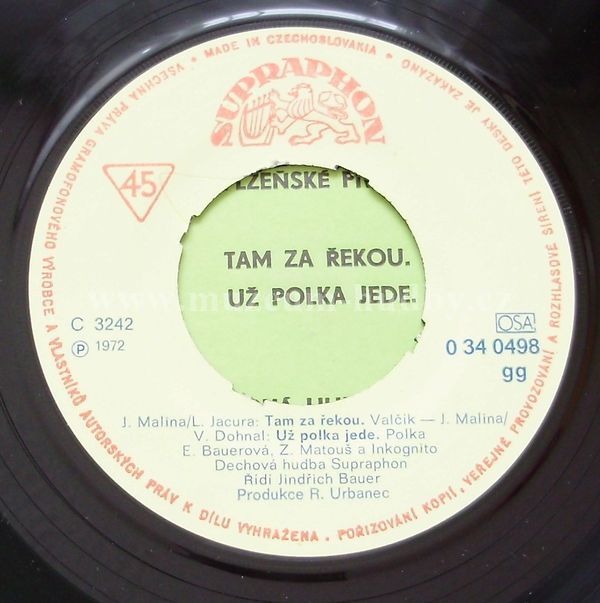 VŠECHNA PRÁVA GRAMOFONOVÉHO VÝROBCE A VLASTNÍKŮ AUTORSKÝCH PRÁV K DÍLU VYHRAŽENA . POŘIZOVÁNÍ KOPIÍ, VEŘEJNÉ PROVOZOVÁNÍ A ROZHLASOVÉ ŠÍŘENÍ TÉTO DESKY JE ZAKÁZÁNO
MADE IN CZECHOSLOVAKIA
SUPRAPHON
45
LZEŇSKÉ
TAM ZA ŘEKOU.
UŽ POLKA JEDE.
C 3242
P 1972
OSA
0 34 0498
gg
J. Malina/L. Jacura: Tam za řekou. Valčík — J. Malina/
V. Dohnal: Už polka jede. Polka
E. Bauerová, Z. Matouš a Inkognito
Dechová hudba Supraphon
Řídí Jindřich Bauer
Produkce R. Urbanec